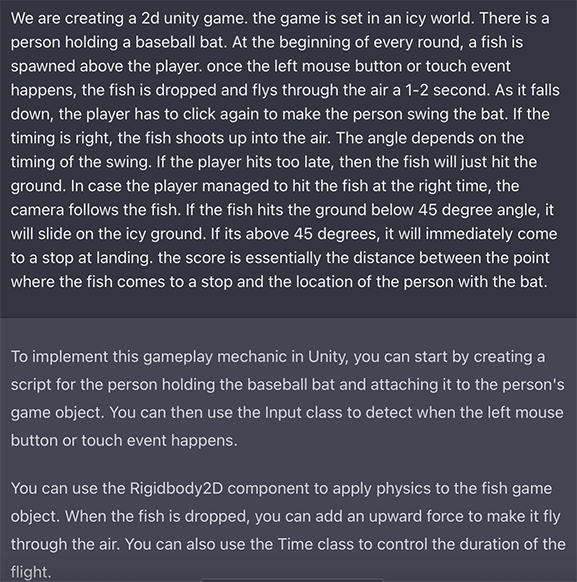 We are creating a 2d unity game. the game is set in an icy world. There is a
person holding a baseball bat. At the beginning of every round, a fish is
spawned above the player. once the left mouse button or touch event
happens, the fish is dropped and flys through the air a 1-2 second. As it falls
down, the player has to click again to make the person swing the bat. If the
timing is right, the fish shoots up into the air. The angle depends on the
timing of the swing. If the player hits too late, then the fish will just hit the
ground. In case the player managed to hit the fish at the right time, the
camera follows the fish. If the fish hits the ground below 45 degree angle, it
will slide on the icy ground. If its above 45 degrees, it will immediately come
to a stop at landing. the score is essentially the distance between the point
where the fish comes to a stop and the location of the person with the bat.
To implement this gameplay mechanic in Unity, you can start by creating a
script for the person holding the baseball bat and attaching it to the person's
game object. You can then use the Input class to detect when the left mouse
button or touch event happens.
You can use the Rigidbody2D component to apply physics to the fish game
object. When the fish is dropped, you can add an upward force to make it fly
through the air. You can also use the Time class to control the duration of the
flight.